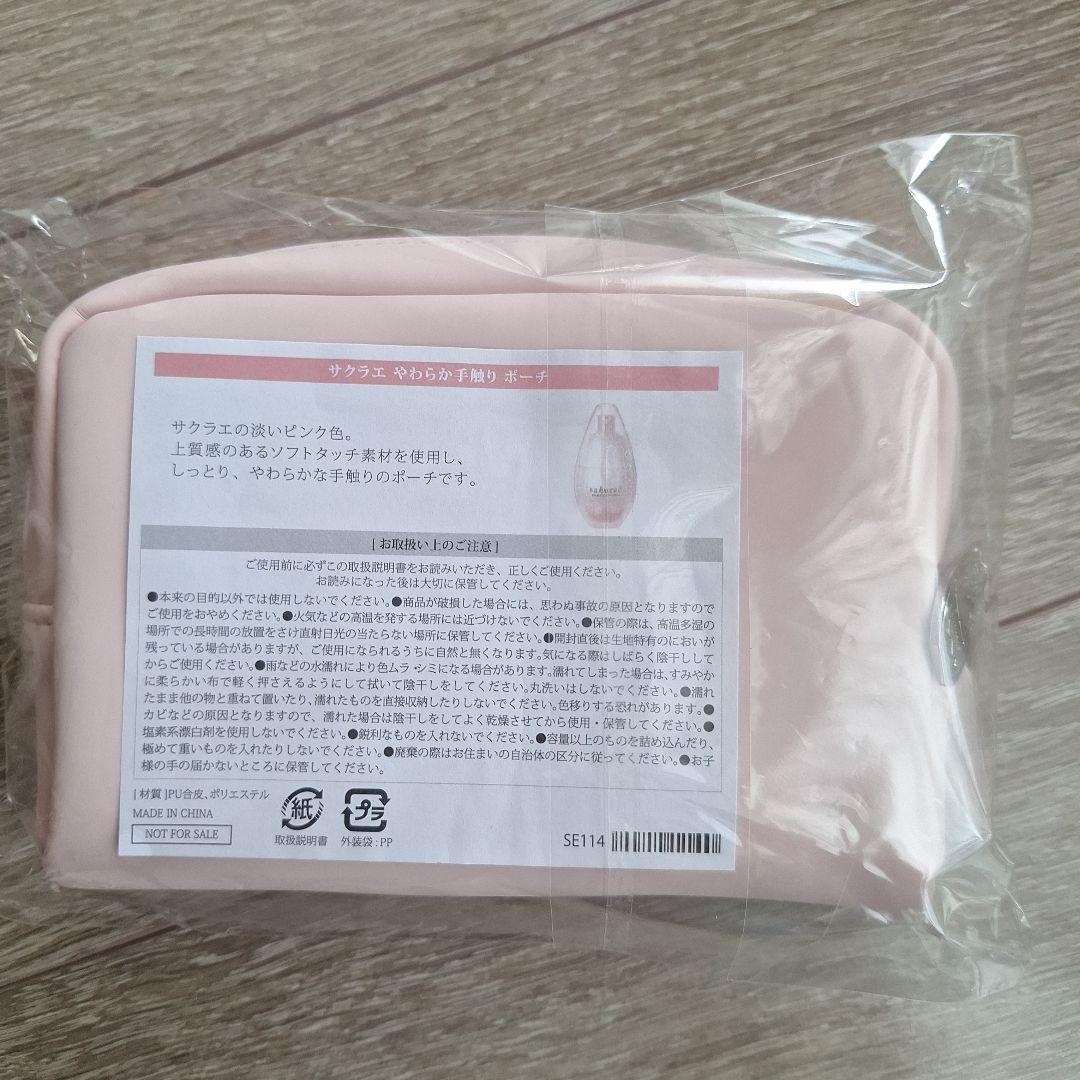 サクラエ やわらか手触り ポーチ
サクラエの淡いピンク色。
上質感のあるソフトタッチ素材を使用し、
しっとり、やわらかな手触りのポーチです。
[ お取扱い上のご注意 ]
ご使用前に必ずこの取扱説明書をお読みいただき、正しくご使用ください。
お読みになった後は大切に保管してください。
●本来の目的以外では使用しないでください。●商品が破損した場合には、思わぬ事故の原因となりますので
ご使用をおやめください。●火気などの高温を発する場所には近づけないでください。●保管の際は、高温多湿の
場所での長時間の放置をさけ直射日光の当たらない場所に保管してください。●開封直後は生地特有のにおいが
残っている場合がありますが、ご使用になられるうちに自然と無くなります。気になる際はしばらく陰干しして
からご使用ください。●雨などの水濡れにより色ムラ・シミになる場合があります。濡れてしまった場合は、すみやか
に柔らかい布で軽く押さえるようにして拭いて陰干しをしてください。丸洗いはしないでください。●濡れ
たまま他の物と重ねて置いたり、濡れたものを直接収納したりしないでください。色移りする恐れがあります。●
カビなどの原因となりますので、濡れた場合は陰干しをしてよく乾燥させてから使用・保管してください。●
塩素系漂白剤を使用しないでください。●鋭利なものを入れないでください。●容量以上のものを詰め込んだり、
極めて重いものを入れたりしないでください。●廃棄の際はお住まいの自治体の区分に従ってください。●お子
様の手の届かないところに保管してください。
[ 材質 ]PU合皮、ポリエステル
MADE IN CHINA
NOT FOR SALE
紙
取扱説明書
プラ
外装袋 : PP
SE114